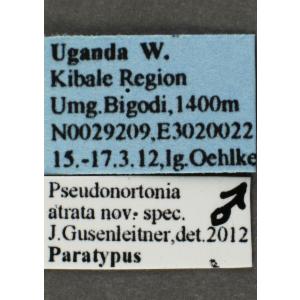 Uganda W.
Kibale Region
Umg.Bigodi,1400m
N0029209,E3020022
15.-17.3.12,lg.Oehlke
Pseudonortonia ♂
atrata nov. spec.
J.Gusenleitner,det.2012
Paratypus